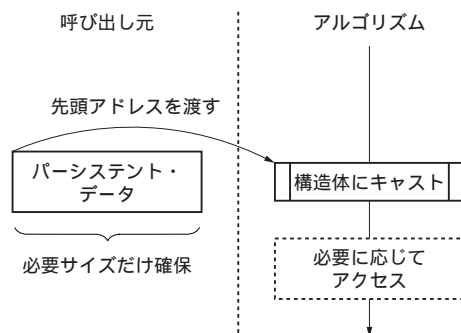 呼び出し元
アルゴリズム
先頭アドレスを渡す
パーシステント・
データ
構造体にキャスト
必要サイズだけ確保
必要に応じて
アクセス